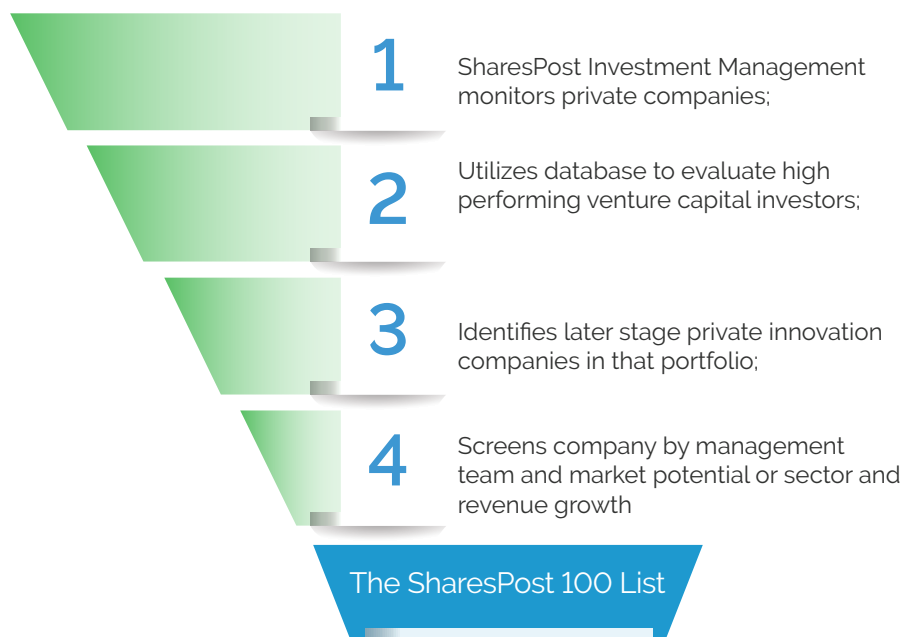 1
SharesPost Investment Management
monitors private companies;
2
Utilizes database to evaluate high
performing venture capital investors;
3
Identifies later stage private innovation
companies in that portfolio;
4
Screens company by management
team and market potential or sector and
revenue growth
The SharesPost 100 List